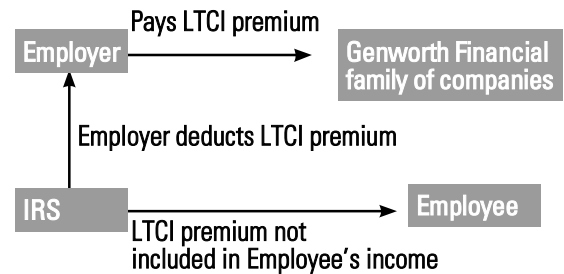 Pays LTCI premium
Employer
Genworth Financial
family of companies
Employer deducts LTCI premium
IRS
Employee
LTCI premium not
included in Employee's income